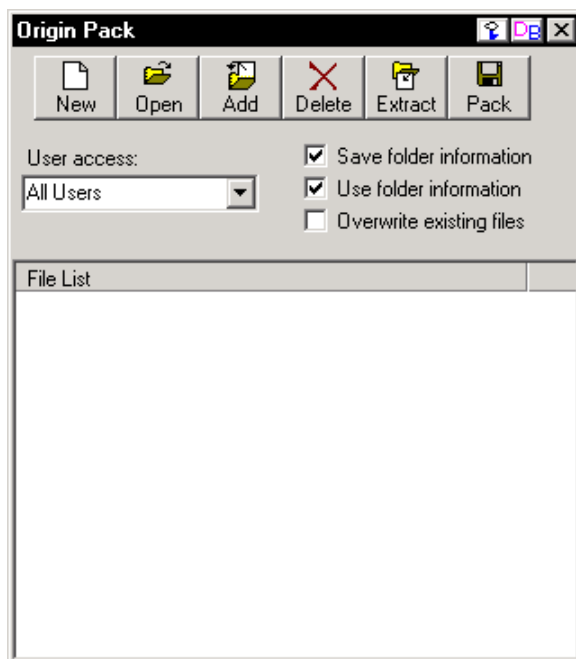 Origin Pack
DB
New Open Add Delete Extract Pack
User access:
All Users
Save folder information
Use folder information
Overwrite existing files
File List